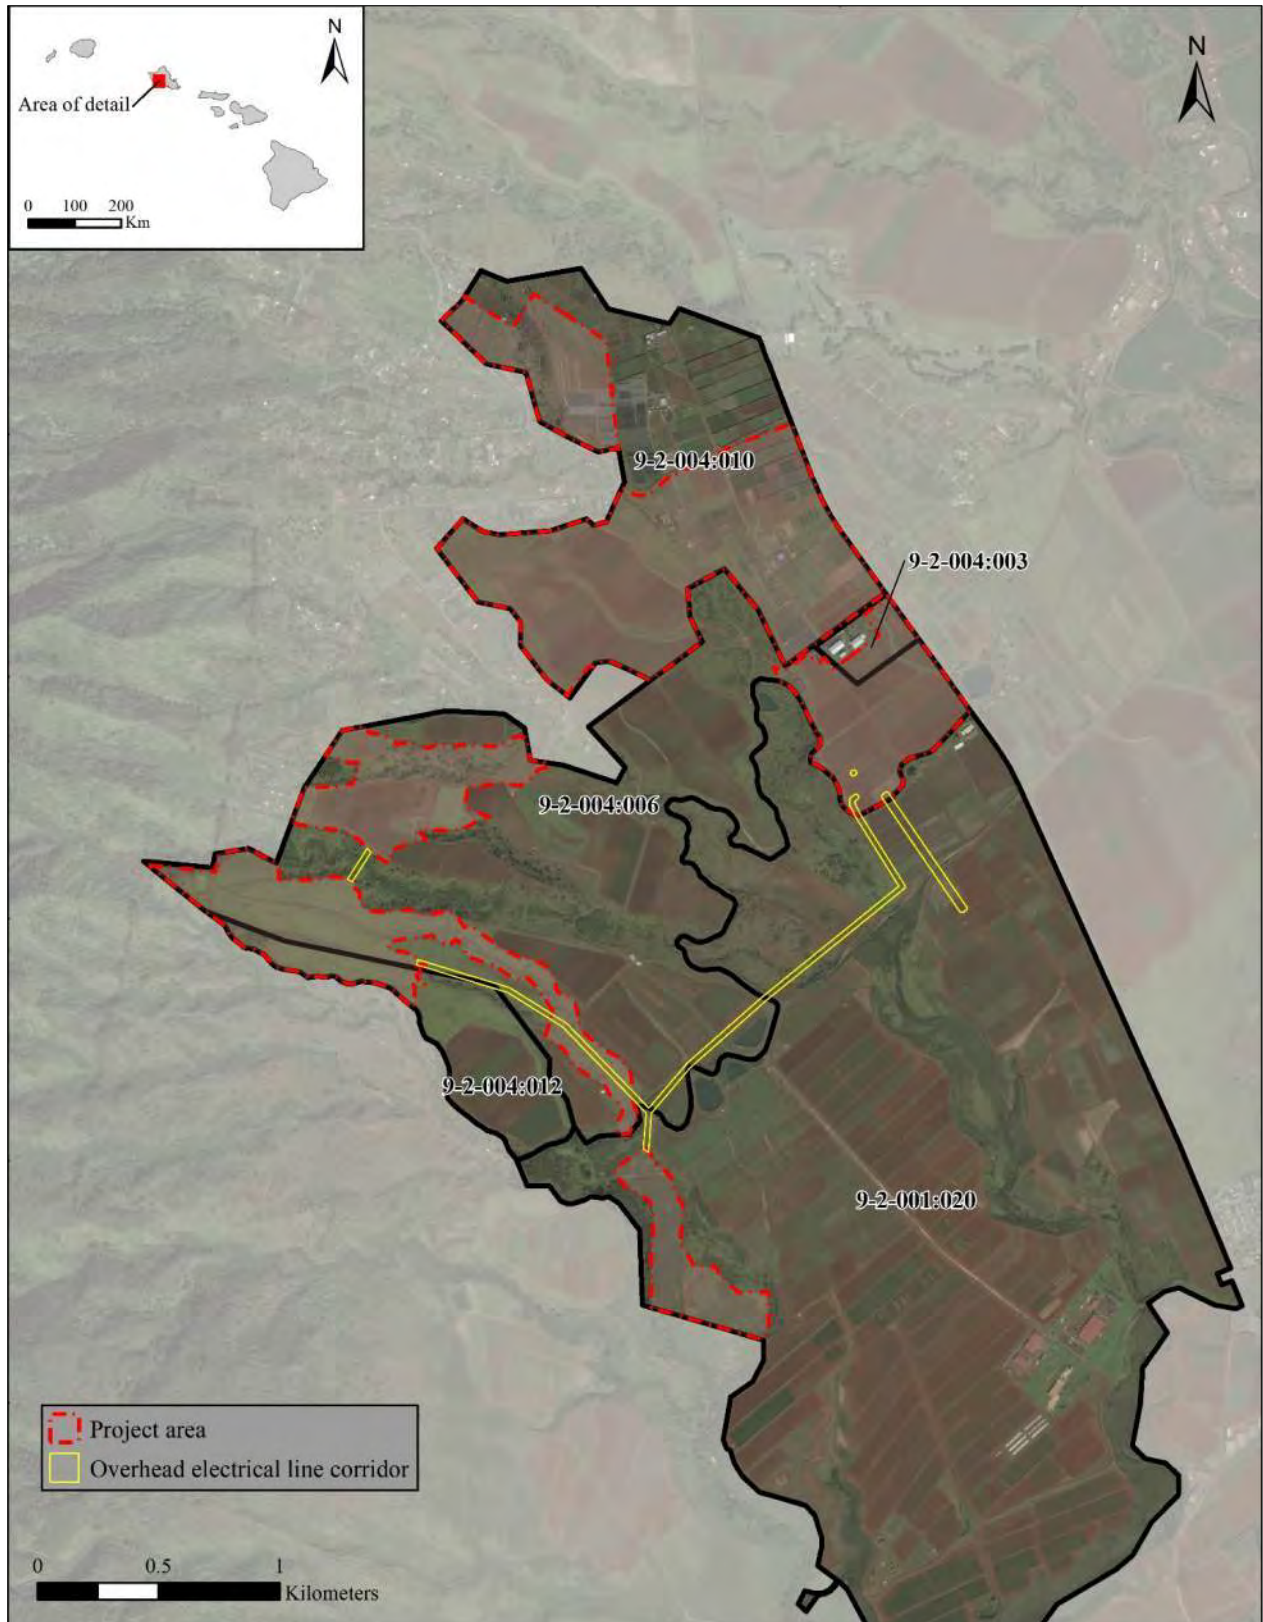 N
Area of detail
0 100 200
Km
N
9-2-004:010
9-2-004:003
9-2-004:006
9-2-004:012
9-2-001:020
Project area
Overhead electrical line corridor
0 0.5 1
Kilometers